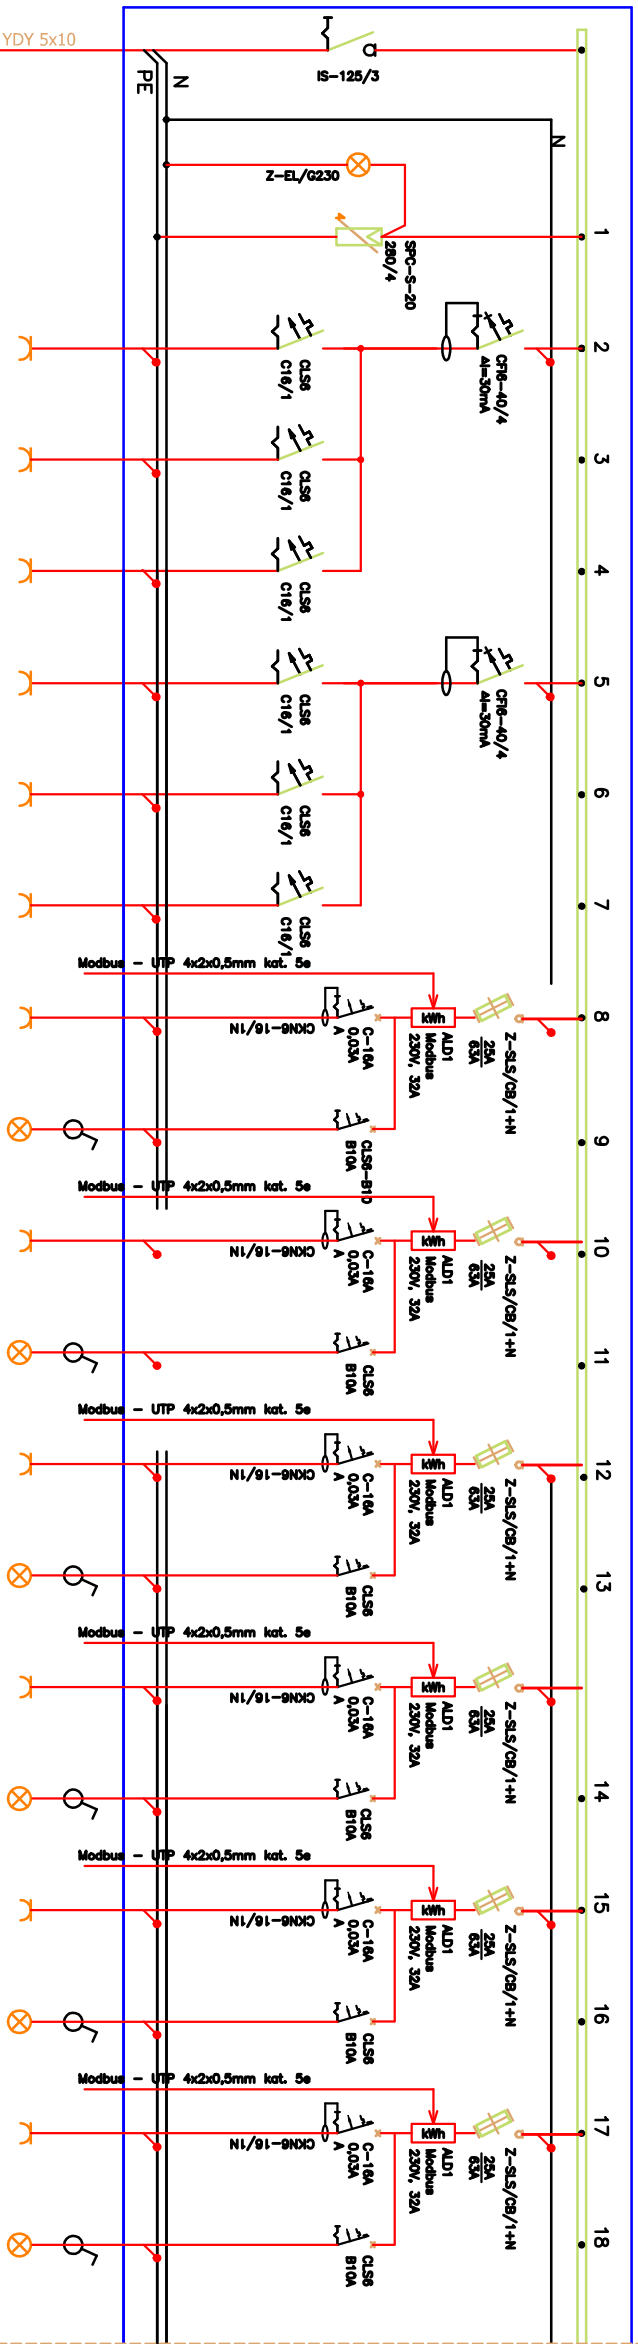 YDY 5x10
IS-125/3
N
PE
N
Z-EL/G230
1
SPC-S-20
280/4
2
CFI6-40/4
ΔI=30mA
CLS6
C16/1
3
CLS6
C16/1
4
CLS6
C16/1
5
CFI6-40/4
ΔI=30mA
CLS6
C16/1
6
CLS6
C16/1
7
CLS6
C16/1
Modbus - UTP 4x2x0,5mm kat. 5e
8
Z-SLS/CB/1+N
25A
63A
kWh
ALD1
Modbus
230V, 32A
C-16A
0,03A
A
CKN6-16/1N
9
CLS6-B10
B10A
Modbus - UTP 4x2x0,5mm kat. 5e
10
Z-SLS/CB/1+N
25A
63A
kWh
ALD1
Modbus
230V, 32A
C-16A
0,03A
A
CKN6-16/1N
11
CLS6
B10A
Modbus - UTP 4x2x0,5mm kat. 5e
12
Z-SLS/CB/1+N
25A
63A
kWh
ALD1
Modbus
230V, 32A
C-16A
0,03A
A
CKN6-16/1N
13
CLS6
B10A
Modbus - UTP 4x2x0,5mm kat. 5e
Z-SLS/CB/1+N
25A
63A
kWh
ALD1
Modbus
230V, 32A
C-16A
0,03A
A
CKN6-16/1N
14
CLS6
B10A
Modbus - UTP 4x2x0,5mm kat. 5e
15
Z-SLS/CB/1+N
25A
63A
kWh
ALD1
Modbus
230V, 32A
C-16A
0,03A
A
CKN6-16/1N
16
CLS6
B10A
Modbus - UTP 4x2x0,5mm kat. 5e
17
Z-SLS/CB/1+N
25A
63A
kWh
ALD1
Modbus
230V, 32A
C-16A
0,03A
A
CKN6-16/1N
18
CLS6
B10A